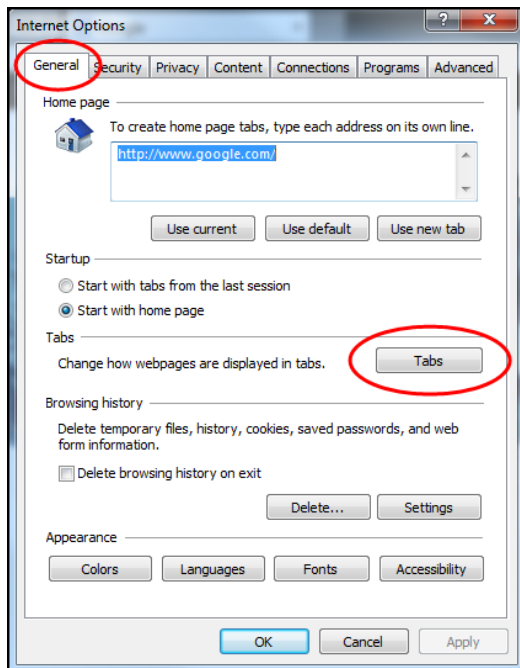 Internet Options
General Security Privacy Content Connections Programs Advanced
Home page
To create home page tabs, type each address on its own line.
http://www.google.com/
Use current Use default Use new tab
Startup
Start with tabs from the last session
Start with home page
Tabs
Change how webpages are displayed in tabs. Tabs
Browsing history
Delete temporary files, history, cookies, saved passwords, and web
form information.
Delete browsing history on exit
Delete... Settings
Appearance
Colors Languages Fonts Accessibility
OK Cancel Apply